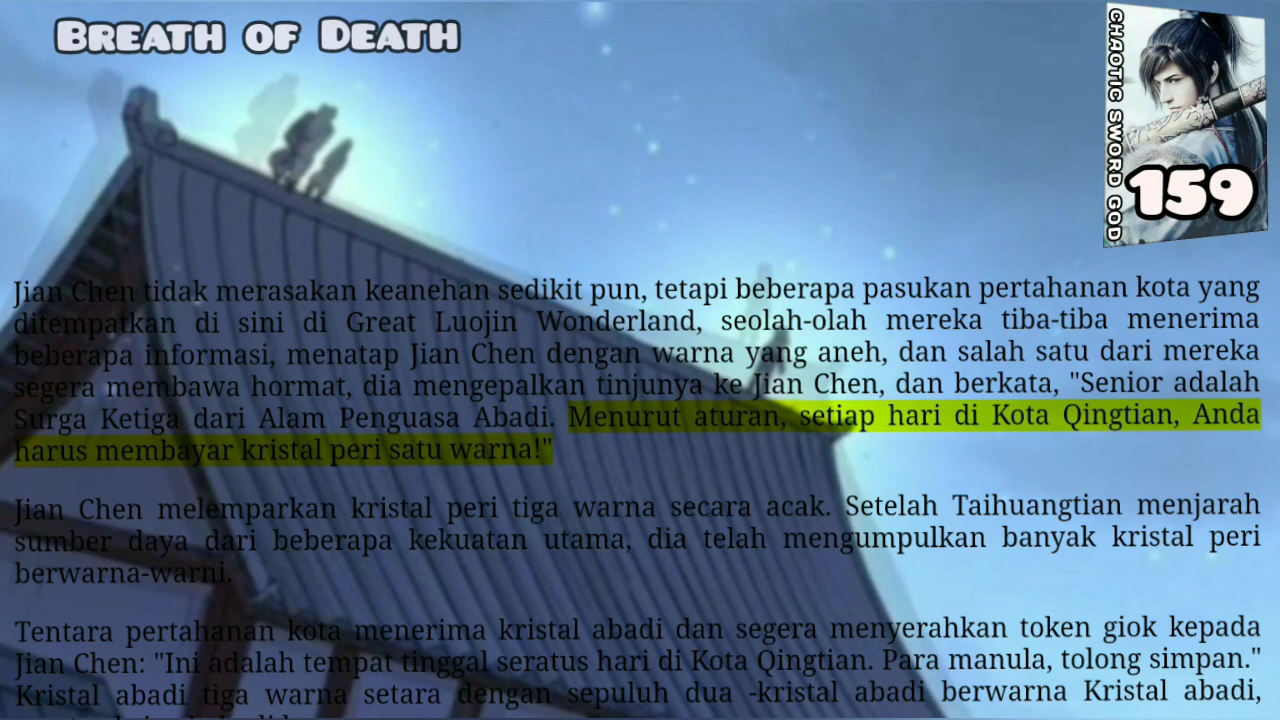 BREATH OF DEATH
CHAOTIC SWORD GOD
159
Jian Chen tidak merasakan keanehan sedikit pun, tetapi beberapa pasukan pertahanan kota yang
ditempatkan di sini di Great Luojin Wonderland, seolah-olah mereka tiba-tiba menerima
beberapa informasi, menatap Jian Chen dengan warna yang aneh, dan salah satu dari mereka
segera membawa hormat, dia mengepalkan tinjunya ke Jian Chen, dan berkata, "Senior adalah
Surga Ketiga dari Alam Penguasa Abadi. Menurut aturan, setiap hari di Kota Qingtian, Anda
harus membayar kristal peri satu warna!"
Jian Chen melemparkan kristal peri tiga warna secara acak. Setelah Taihuangtian menjarah
sumber daya dari beberapa kekuatan utama, dia telah mengumpulkan banyak kristal peri
berwarna-warni.
Tentara pertahanan kota menerima kristal abadi dan segera menyerahkan token giok kepada
Jian Chen: "Ini adalah tempat tinggal seratus hari di Kota Qingtian. Para manula, tolong simpan."
Kristal abadi tiga warna setara dengan sepuluh dua -kristal abadi berwarna Kristal abadi,